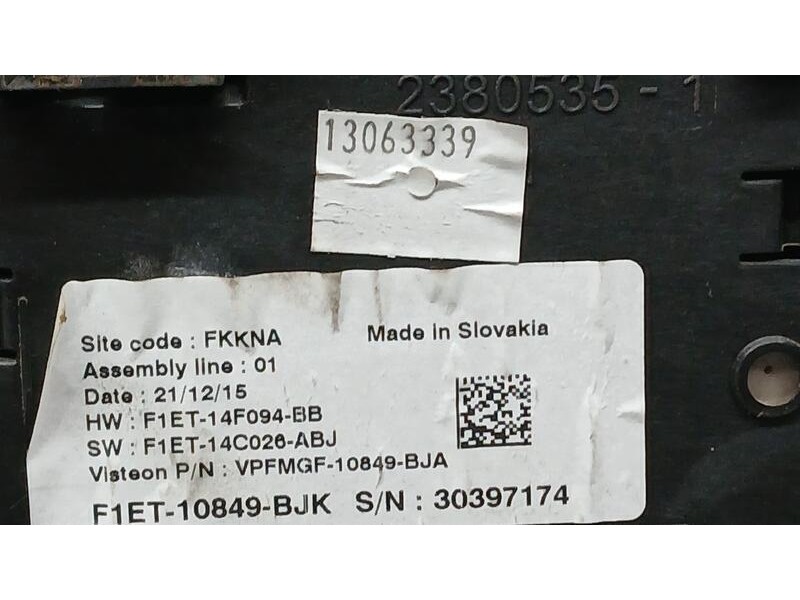 2380535-1
13063339
Site code : FKKNA
Made in Slovakia
Assembly line : 01
Date : 21/12/15
HW : F1ET-14F094-BB
SW : F1ET-14C026-ABJ
Visteon P/N : VPFMGF-10849-BJA
F1ET-10849-BJK S/N : 30397174